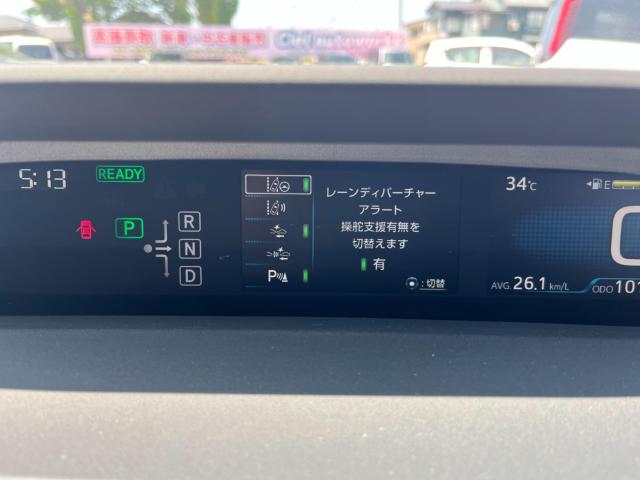 5:13
READY
P
R
N
D
P
レーンディパーチャー
アラート
操舵支援有無を
切替えます
有
:切替
34℃
E
AVG. 26.1 km/L
ODO 101